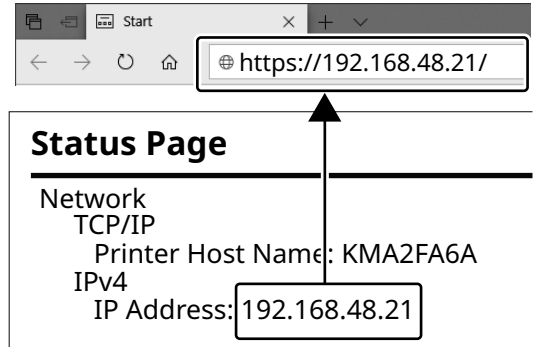 Start
https://192.168.48.21/
Status Page
Network
TCP/IP
Printer Host Name: KMA2FA6A
IPv4
IP Address: 192.168.48.21